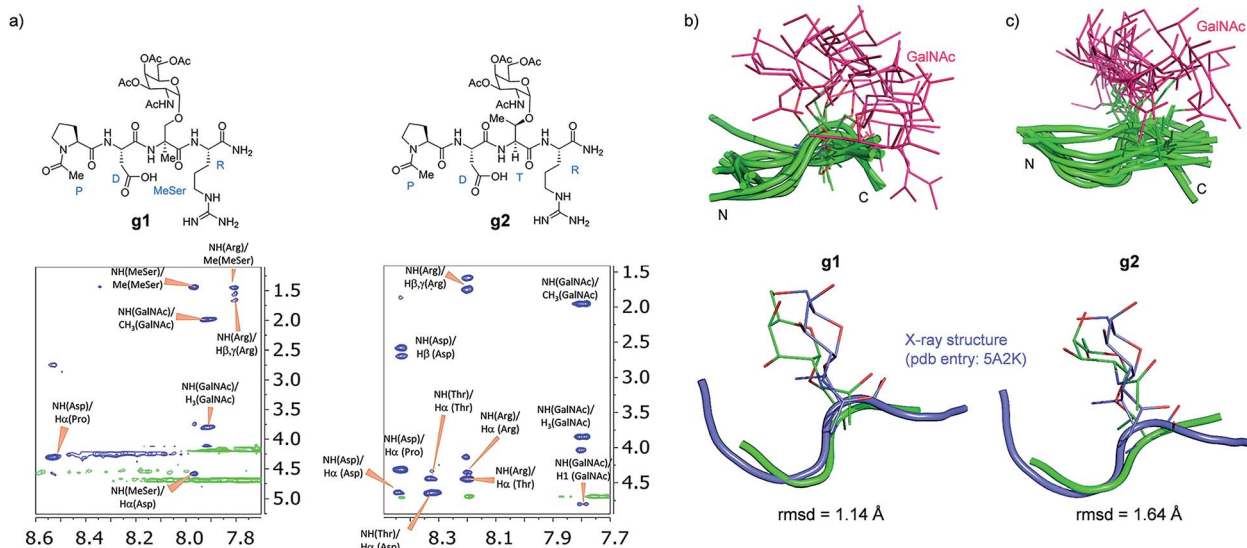 a)
b)
c)
OAc
OAc
AcO
O
AcHN
O
O
H
N
N
O
O
Me
P
O
N
H
D
OH
O
H
N
Me
MeSer
O
R
NH2
NH
HN
NH2
g1
OAc
OAc
AcO
O
AcHN
O
Me
O
H
N
N
O
O
Me
P
O
N
H
D
OH
O
H
H
N
T
O
R
NH2
NH
HN
NH2
g2
NH(MeSer)/
Me(MeSer)
NH(Arg)/
Me(MeSer)
NH(GalNAc)/
CH3(GalNAc)
NH(Arg)/
Hβ,γ(Arg)
NH(Asp)/
Hα(Pro)
NH(GalNAc)/
H3(GalNAc)
NH(MeSer)/
Hα(Asp)
1.5
2.0
2.5
3.0
3.5
4.0
4.5
5.0
8.6 8.4 8.2 8.0 7.8
NH(Arg)/
Hβ,γ(Arg)
NH(GalNAc)/
CH3(GalNAc)
NH(Asp)/
Hβ (Asp)
NH(Thr)/
Hα (Thr)
NH(Arg)/
Hα (Arg)
NH(GalNAc)/
H3(GalNAc)
NH(Asp)/
Hα (Pro)
NH(Asp)/
Hα (Asp)
NH(Arg)/
Hα (Thr)
NH(GalNAc)/
H1 (GalNAc)
NH(Thr)/
Hα (Asp)
1.5
2.0
2.5
3.0
3.5
4.0
4.5
8.3 8.1 7.9 7.7
GalNAc
N
C
g1
GalNAc
N
C
g2
X-ray structure
(pdb entry: 5A2K)
rmsd = 1.14 Å
rmsd = 1.64 Å